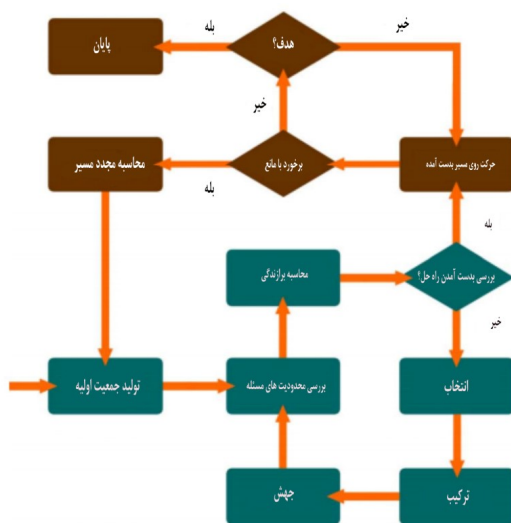 خیر
بله
هدف؟
پایان
خیر
حرکت روی مسیر بدست آمده
برخورد با مانع
محاسبه مجدد مسیر
بله
بله
محاسبه برازندگی
بررسی بدست آمدن راه حل؟
خیر
تولید جمعیت اولیه
بررسی محدودیت های مسئله
انتخاب
جهش
ترکیب